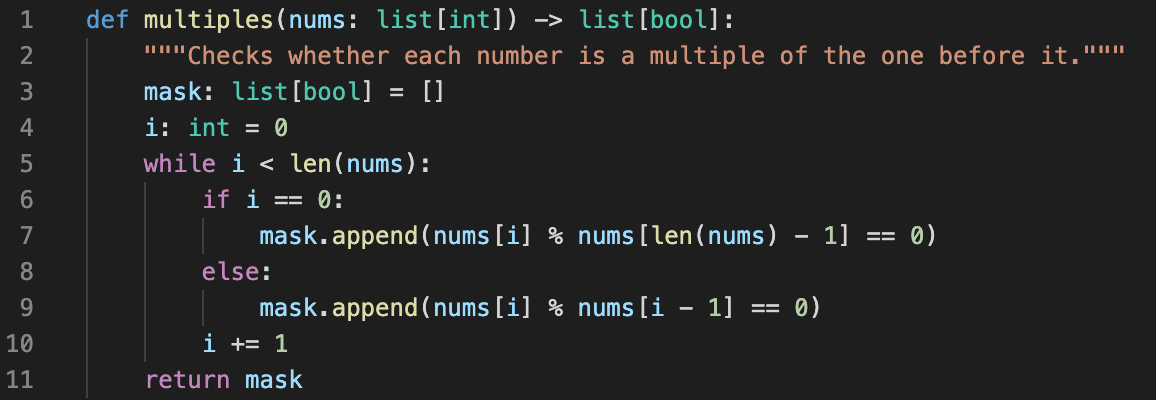 1 def multiples(nums: list[int]) -> list[bool]:
2 """Checks whether each number is a multiple of the one before it."""
3 mask: list[bool] = []
4 i: int = 0
5 while i < len(nums):
6 if i == 0:
7 mask.append(nums[i] % nums[len(nums) - 1] == 0)
8 else:
9 mask.append(nums[i] % nums[i - 1] == 0)
10 i += 1
11 return mask